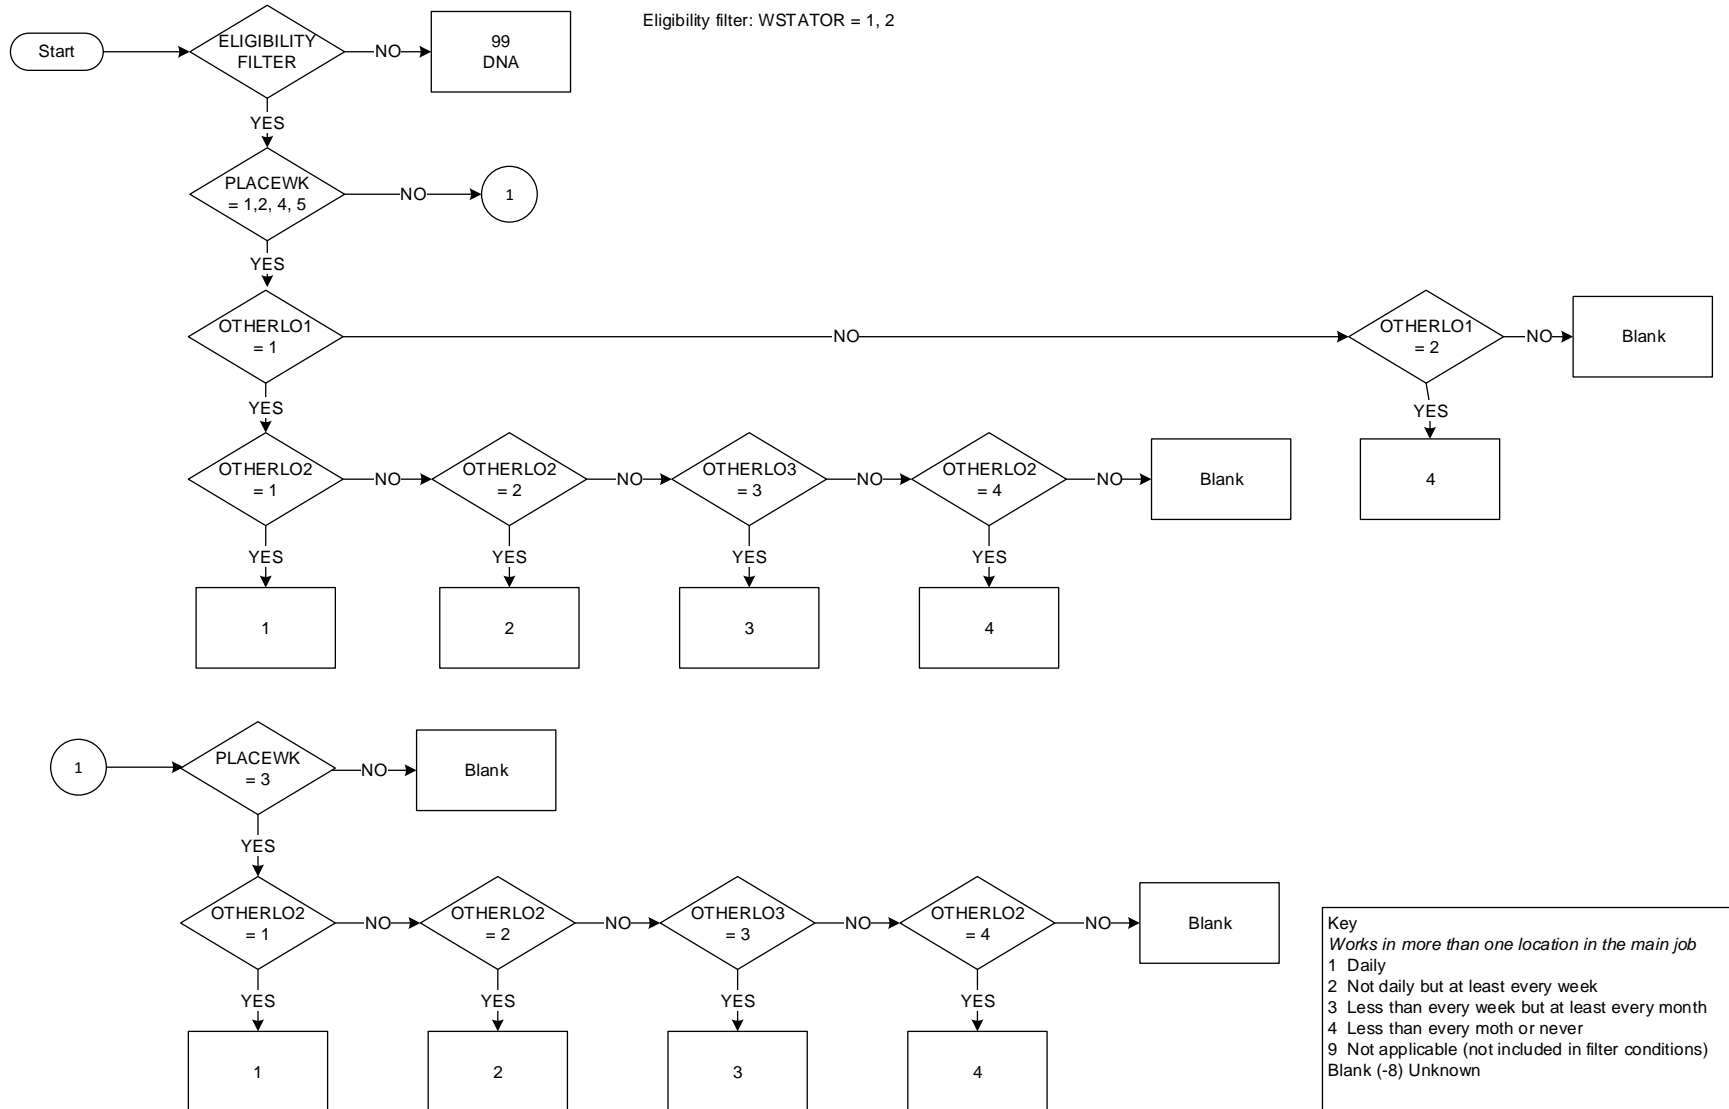 Eligibility filter: WSTATOR = 1, 2
Start
ELIGIBILITY
FILTER
NO
99
DNA
YES
PLACEWK
= 1,2, 4, 5
NO
1
YES
OTHERLO1
= 1
NO
OTHERLO1
= 2
NO
Blank
YES
YES
OTHERLO2
= 1
NO
OTHERLO2
= 2
NO
OTHERLO3
= 3
NO
OTHERLO2
= 4
NO
Blank
4
YES
YES
YES
YES
1
2
3
4
1
PLACEWK
= 3
NO
Blank
YES
OTHERLO2
= 1
NO
OTHERLO2
= 2
NO
OTHERLO3
= 3
NO
OTHERLO2
= 4
NO
Blank
YES
YES
YES
YES
1
2
3
4
Key
Works in more than one location in the main job
1 Daily
2 Not daily but at least every week
3 Less than every week but at least every month
4 Less than every moth or never
9 Not applicable (not included in filter conditions)
Blank (-8) Unknown